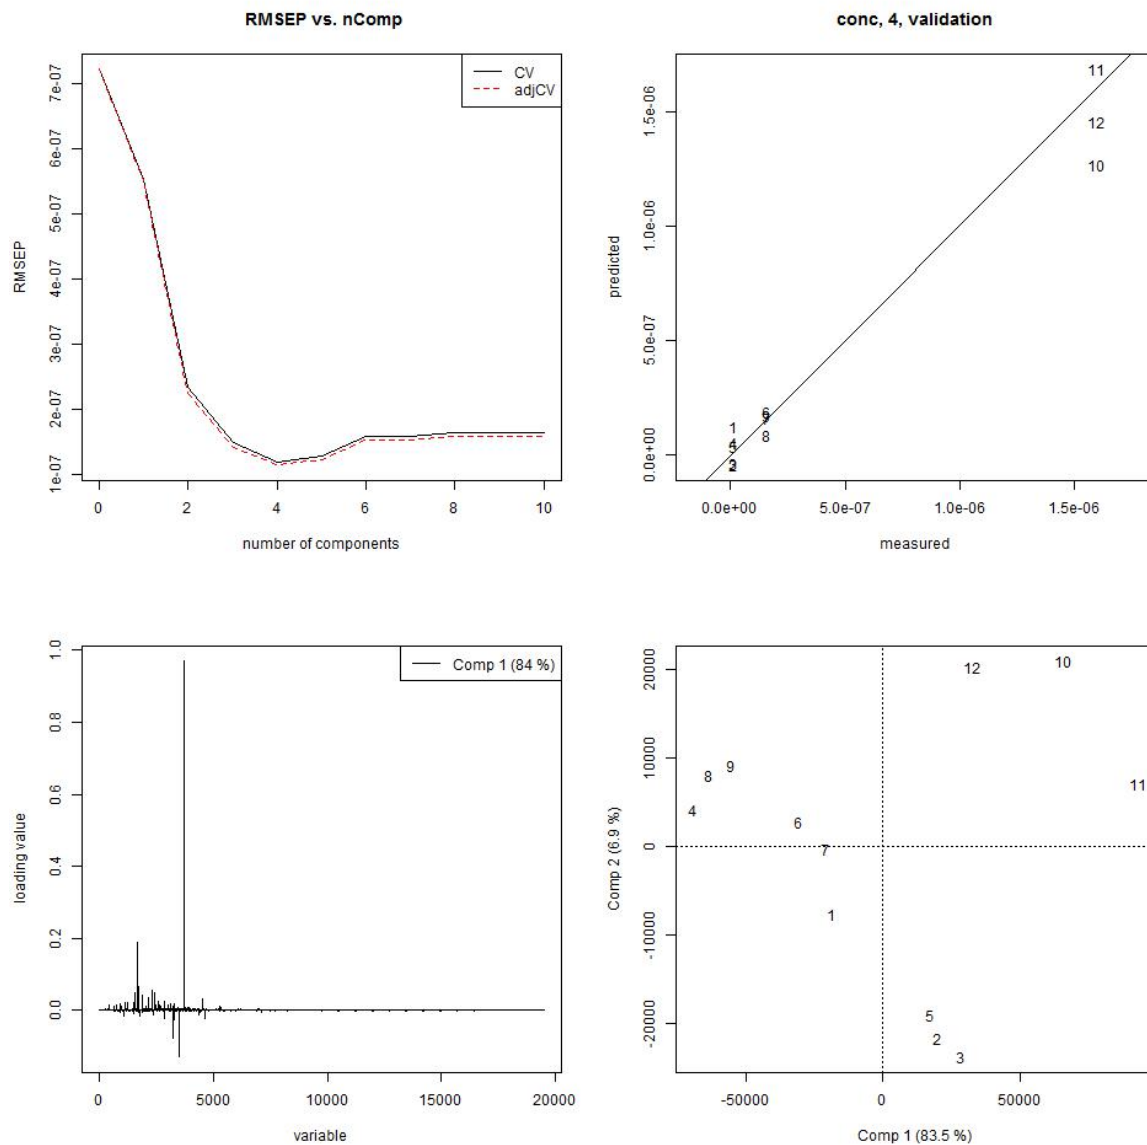 RMSEP vs. nComp
CV
adjCV
7e-07
6e-07
5e-07
4e-07
3e-07
2e-07
1e-07
RMSEP
0 2 4 6 8 10
number of components
conc, 4, validation
1.5e-06
1.0e-06
5.0e-07
0.0e+00
predicted
11
12
10
1
8
0.0e+00 5.0e-07 1.0e-06 1.5e-06
measured
Comp 1 (84 %)
1.0
0.8
0.6
0.4
0.2
0.0
loading value
0 5000 10000 15000 20000
variable
20000
10000
0
-10000
-20000
Comp 2 (6.9 %)
12 10
11
9
8
4
6
7
1
5
2
3
-50000 0 50000
Comp 1 (83.5 %)